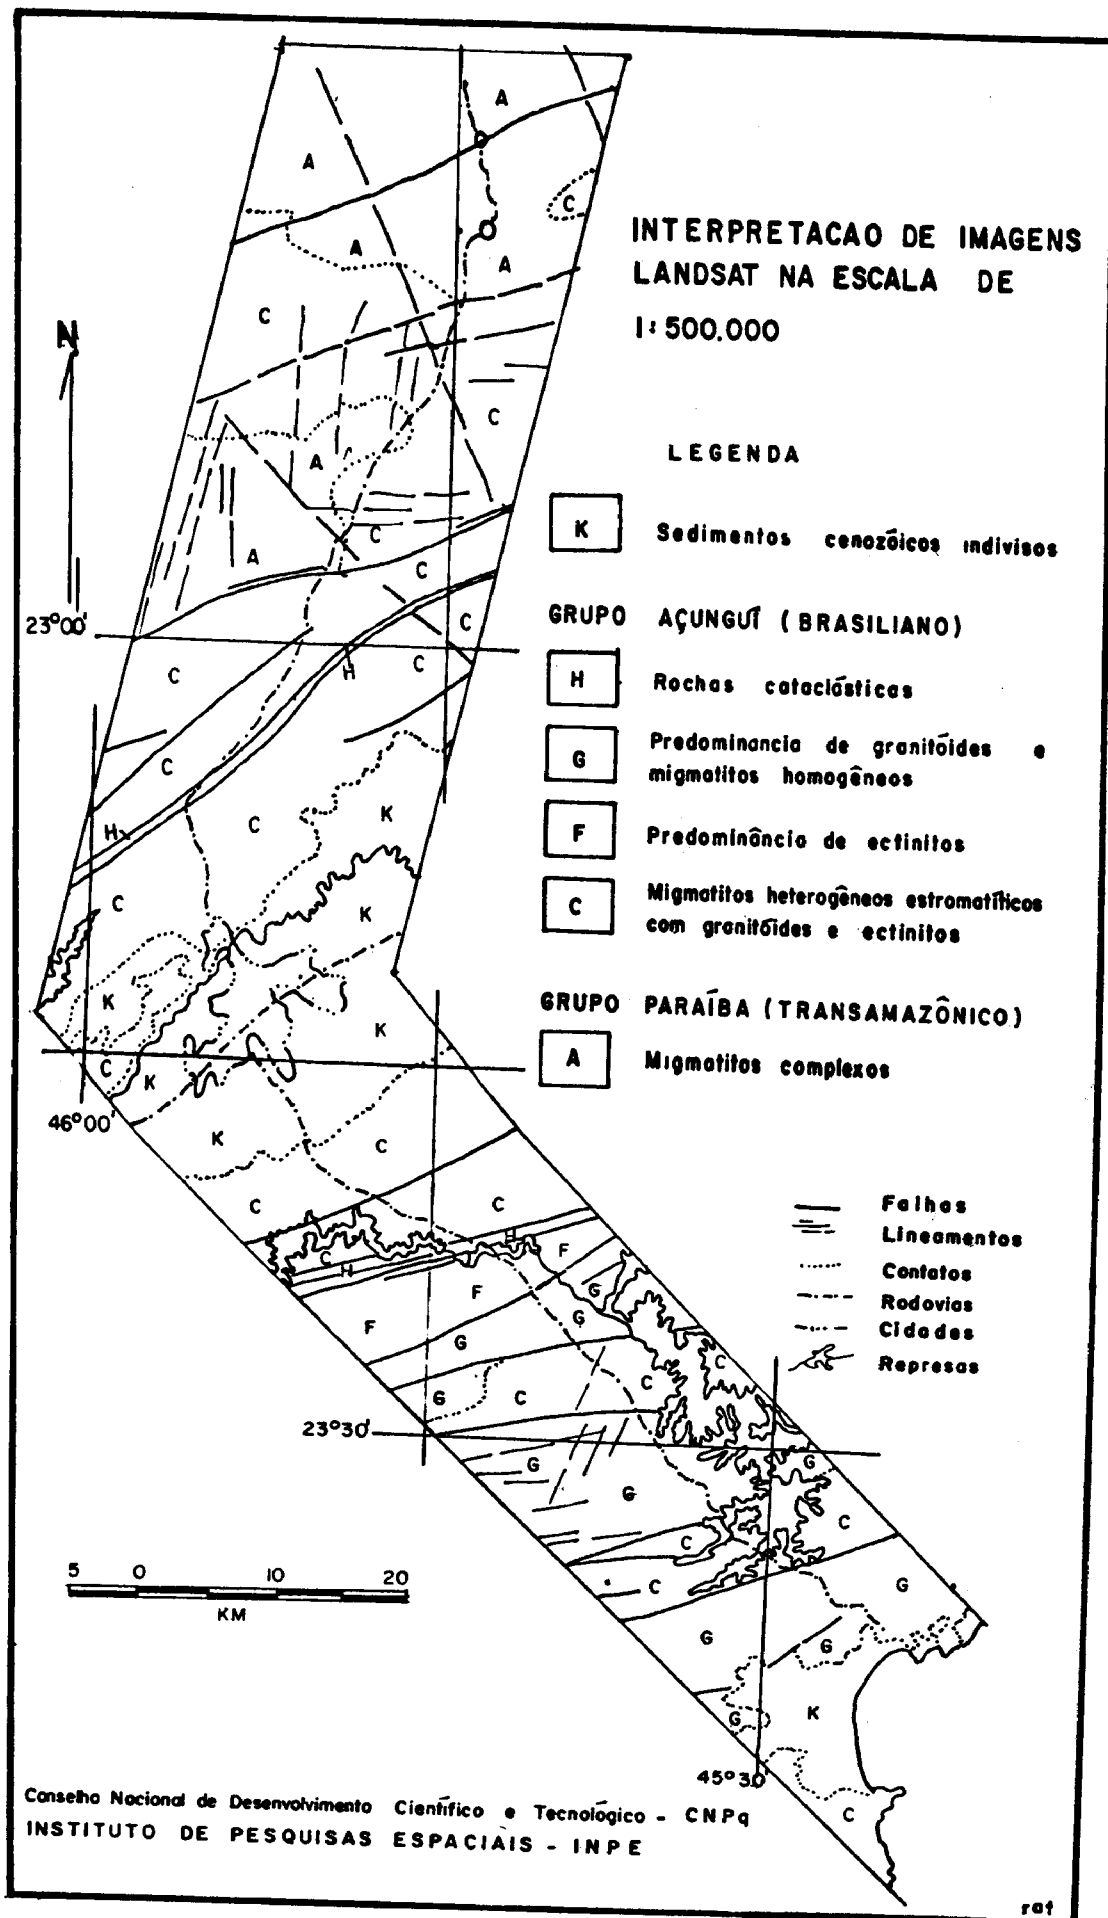 INTERPRETACAO DE IMAGENS
LANDSAT NA ESCALA DE
1:500.000
N
LEGENDA
K Sedimentos cenozóicos indivisos
GRUPO AÇUNGUÍ (BRASILIANO)
H Rochas cataclásticas
G Predominancia de granitóides e
migmatitos homogêneos
F Predominância de ectinitos
C Migmatitos heterogêneos estromatíticos
com granitóides e ectinitos
GRUPO PARAÍBA (TRANSAMAZÔNICO)
A Migmatitos complexos
Falhas
Lineamentos
Contatos
Rodovias
Cidades
Represas
A
A
C
A
A
C
C
A
C
A
C
C
23°00'
C
H
C
C
K
C
H
C
K
K
K
C
K
46°00'
K
C
C
C
H
C
H
F
F
G
G
F
G
C
C
G
C
23°30'
G
G
G
C
C
C
G
5 0 10 20
KM
G
G
K
G
45°30'
C
Conselho Nacional de Desenvolvimento Científico e Tecnológico - CNPq
INSTITUTO DE PESQUISAS ESPACIAIS - INPE
rat